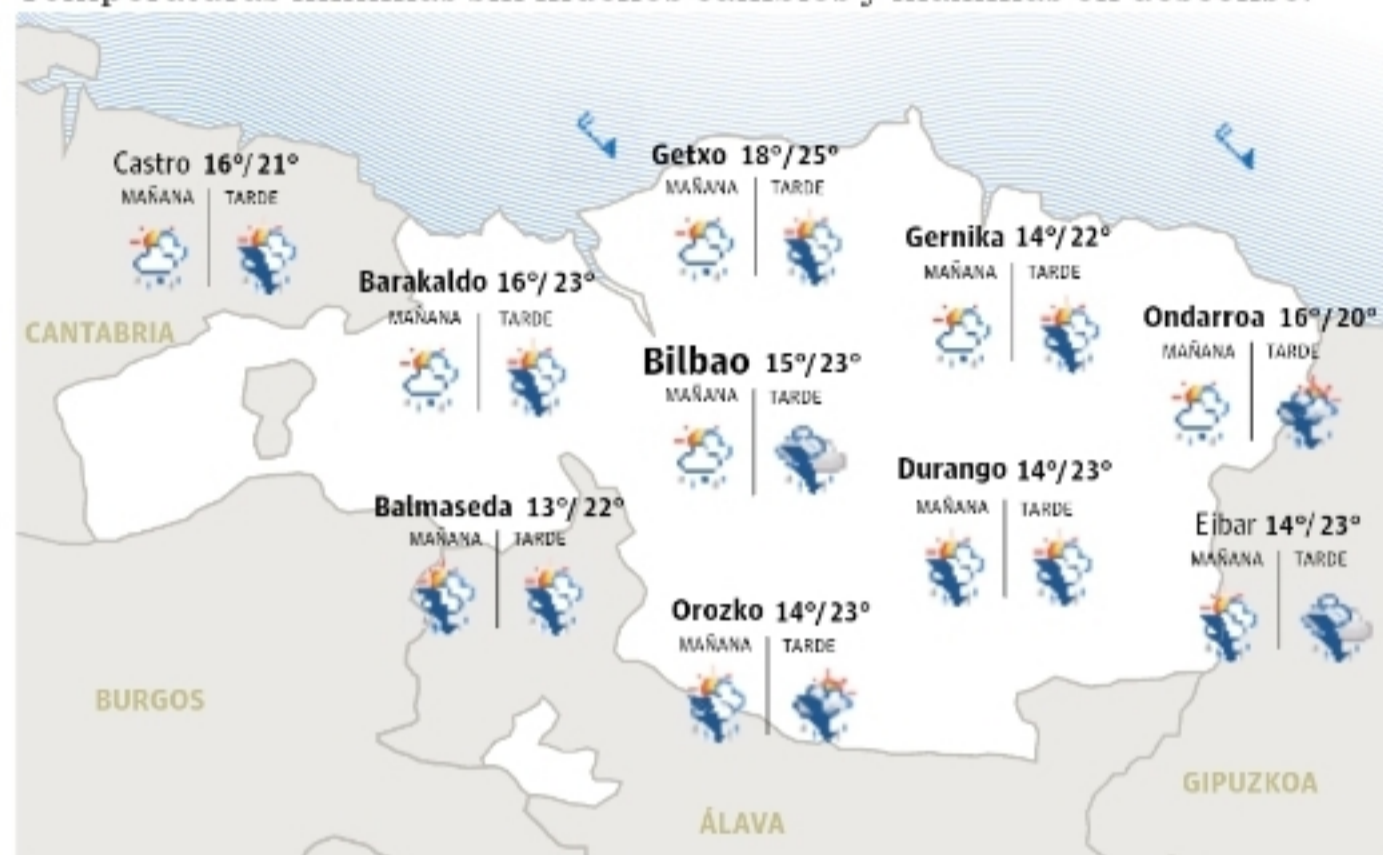 Castro 16°/21°
MAÑANA TARDE
Getxo 18°/25°
MAÑANA TARDE
Gernika 14°/22°
MAÑANA TARDE
Barakaldo 16°/23°
MAÑANA TARDE
CANTABRIA
Ondarroa 16°/20°
MAÑANA TARDE
Bilbao 15°/23°
MAÑANA TARDE
Durango 14°/23°
MAÑANA TARDE
Balmaseda 13°/22°
MAÑANA TARDE
Eibar 14°/23°
MAÑANA TARDE
Orozko 14°/23°
MAÑANA TARDE
BURGOS
GIPUZKOA
ÁLAVA